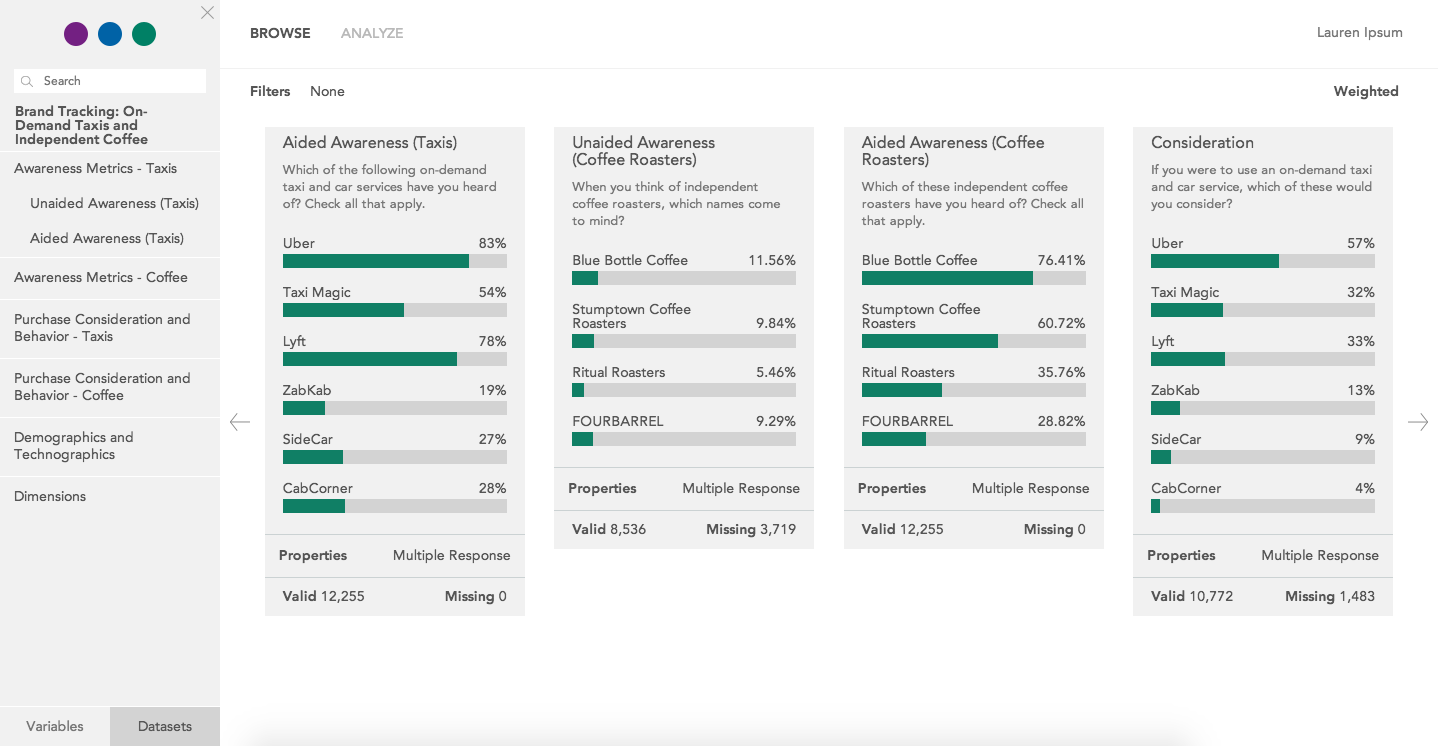 BROWSE
ANALYZE
Lauren Ipsum
Search
Brand Tracking: On-
Demand Taxis and
Independent Coffee
Awareness Metrics - Taxis
Unaided Awareness (Taxis)
Aided Awareness (Taxis)
Awareness Metrics - Coffee
Purchase Consideration and
Behavior - Taxis
Purchase Consideration and
Behavior - Coffee
Demographics and
Technographics
Dimensions
Variables
Datasets
Filters None
Weighted
Aided Awareness (Taxis)
Which of the following on-demand
taxi and car services have you heard
of? Check all that apply.
Uber 83%
Taxi Magic 54%
Lyft 78%
ZabKab 19%
SideCar 27%
CabCorner 28%
Properties Multiple Response
Valid 12,255 Missing 0
Unaided Awareness
(Coffee Roasters)
When you think of independent
coffee roasters, which names come
to mind?
Blue Bottle Coffee 11.56%
Stumptown Coffee
Roasters 9.84%
Ritual Roasters 5.46%
FOURBARREL 9.29%
Properties Multiple Response
Valid 8,536 Missing 3,719
Aided Awareness (Coffee
Roasters)
Which of these independent coffee
roasters have you heard of? Check all
that apply.
Blue Bottle Coffee 76.41%
Stumptown Coffee
Roasters 60.72%
Ritual Roasters 35.76%
FOURBARREL 28.82%
Properties Multiple Response
Valid 12,255 Missing 0
Consideration
If you were to use an on-demand taxi
and car service, which of these would
you consider?
Uber 57%
Taxi Magic 32%
Lyft 33%
ZabKab 13%
SideCar 9%
CabCorner 4%
Properties Multiple Response
Valid 10,772 Missing 1,483